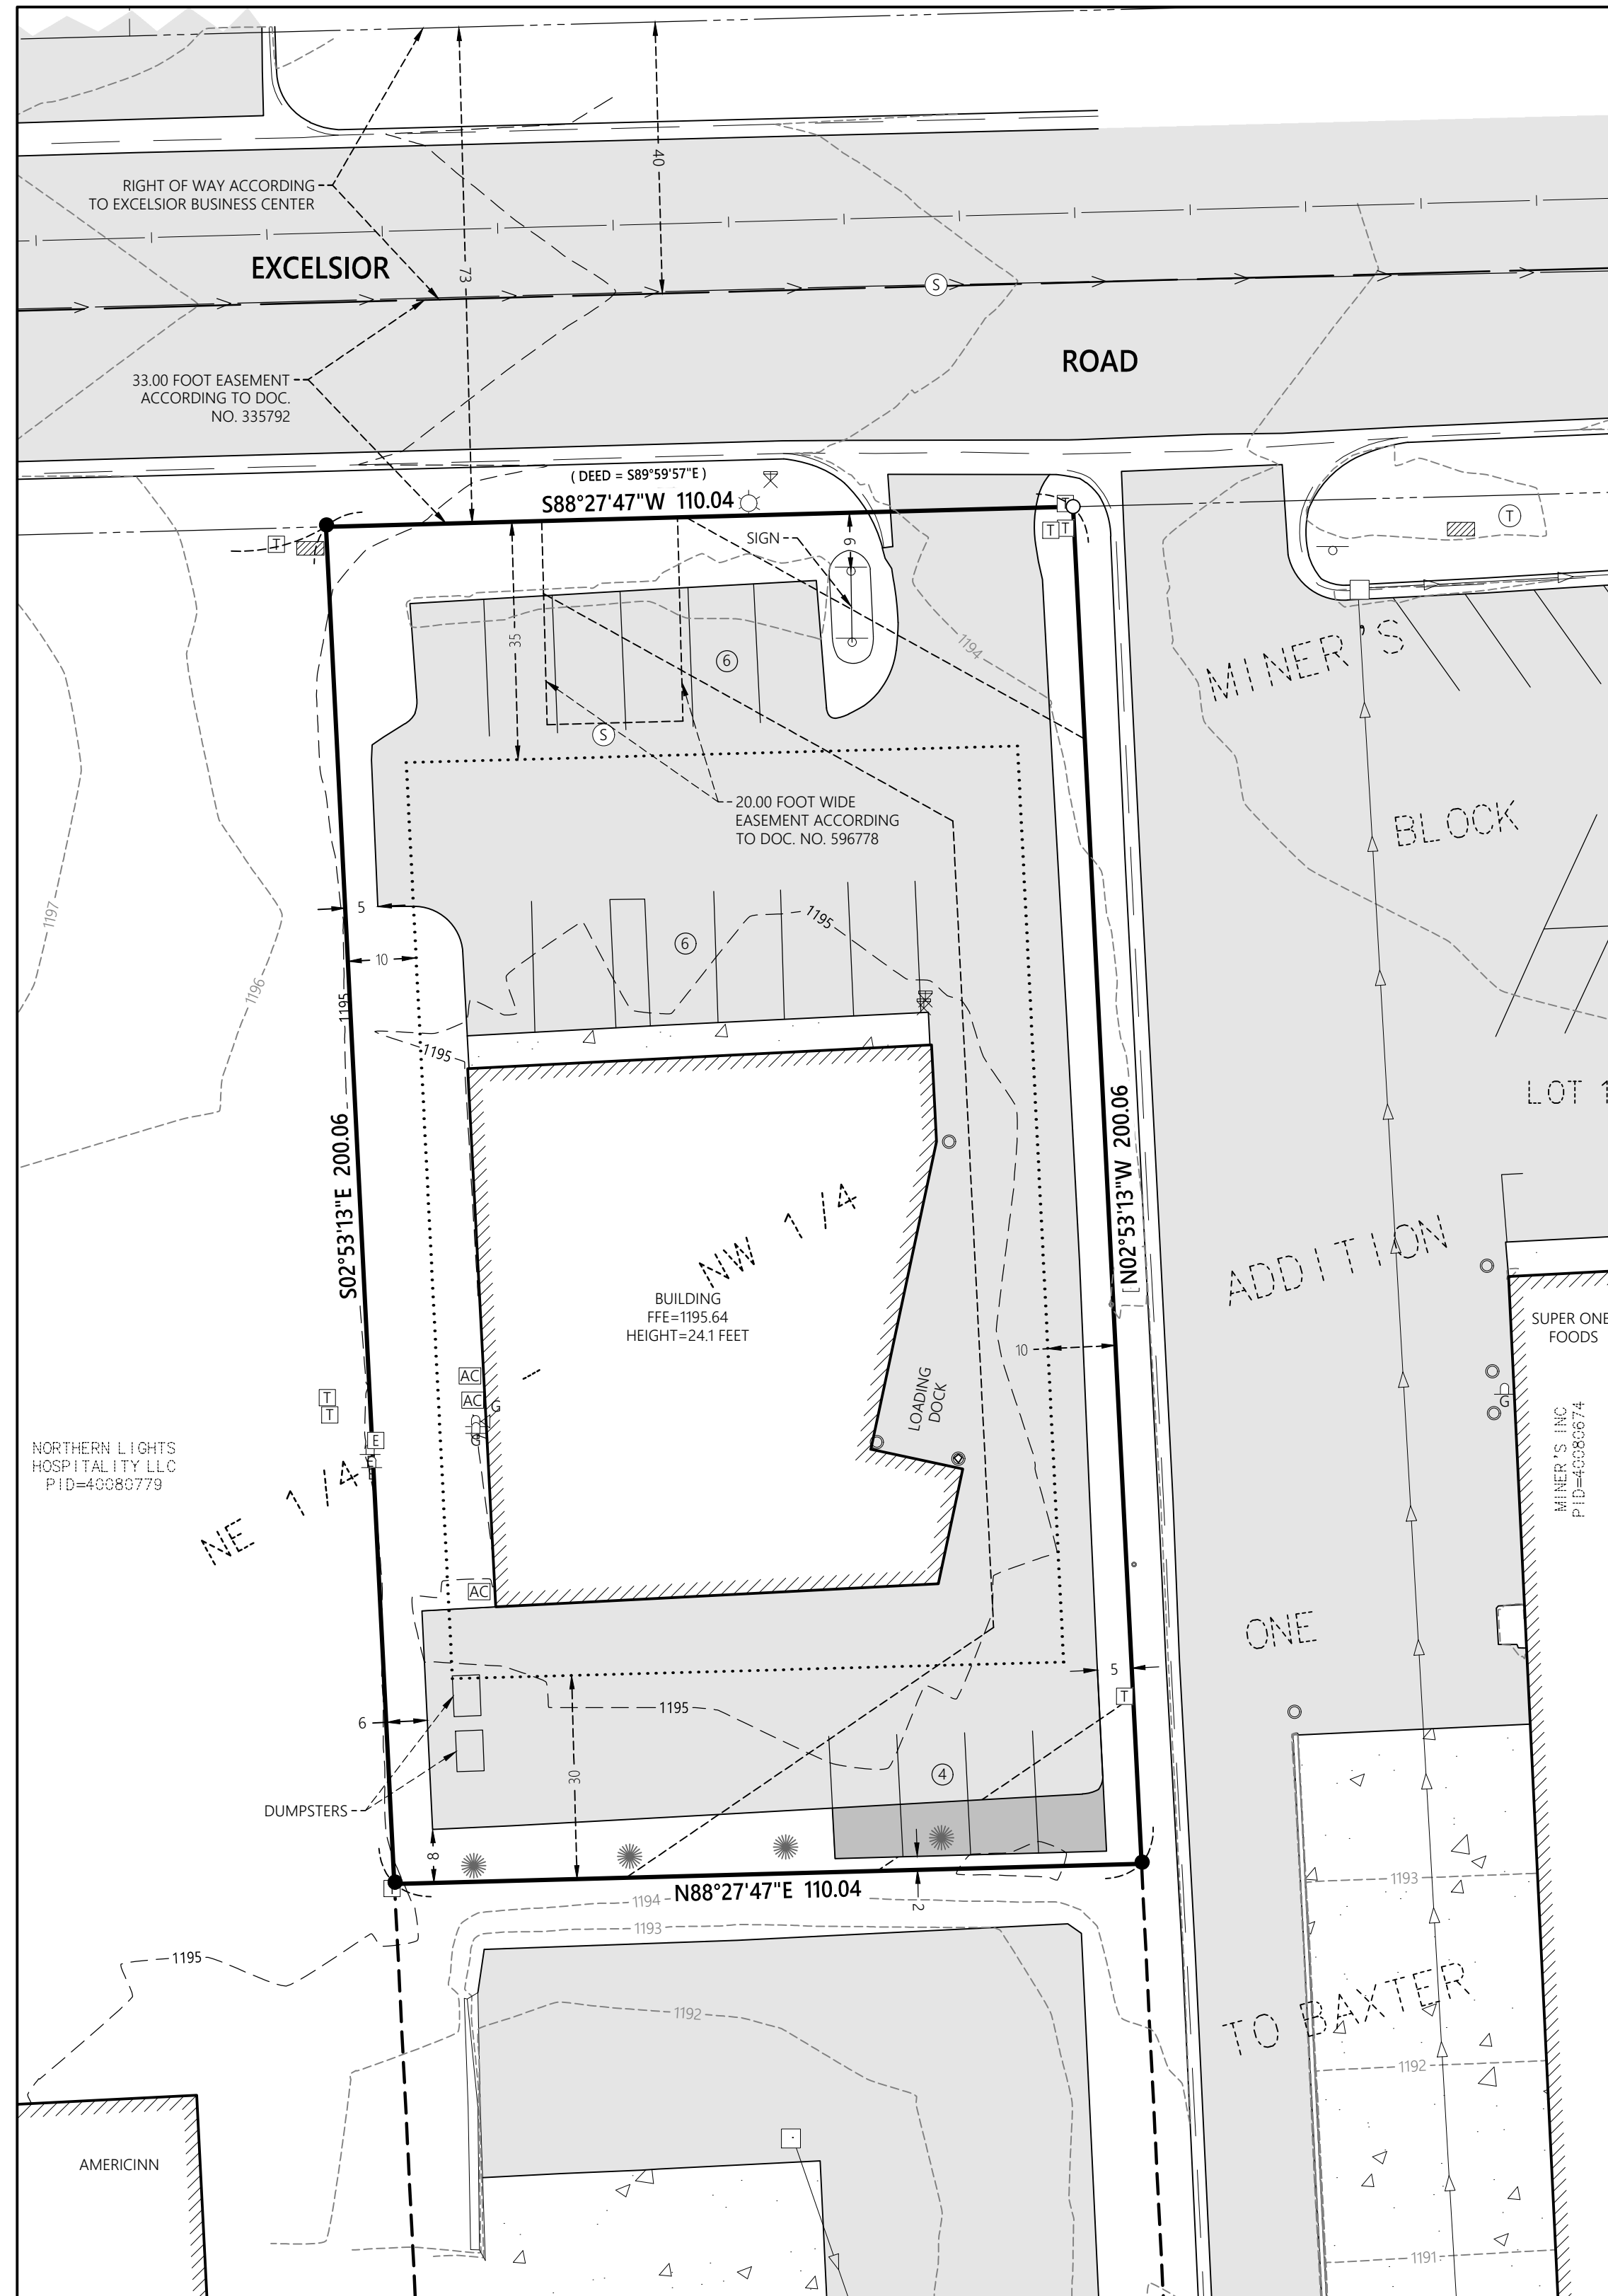 40
RIGHT OF WAY ACCORDING
TO EXCELSIOR BUSINESS CENTER
EXCELSIOR
73
S
ROAD
33.00 FOOT EASEMENT
ACCORDING TO DOC.
NO. 335792
( DEED = S89°59'57"E )
S88°27'47"W 110.04
T
T
T
T
T
SIGN
9
35
6
1194
MINER'S
S
20.00 FOOT WIDE
EASEMENT ACCORDING
TO DOC. NO. 596778
BLOCK
1197
5
6
1195
10
1196
1195
1195
LOT 1
S02°53'13"E 200.06
N02°53'13"W 200.06
NW 1/4
ADDITION
BUILDING
FFE=1195.64
HEIGHT=24.1 FEET
SUPER ONE
FOODS
10
LOADING
DOCK
AC
AC
G
G
G
T
T
E
E
MINER'S INC
PID=40080674
NORTHERN LIGHTS
HOSPITALITY LLC
PID=40080779
NE 1/4
AC
ONE
5
T
1195
6
30
4
DUMPSTERS
8
N88°27'47"E 110.04
2
1194
1193
1193
1195
1192
TO BAXTER
1192
AMERICINN
1191